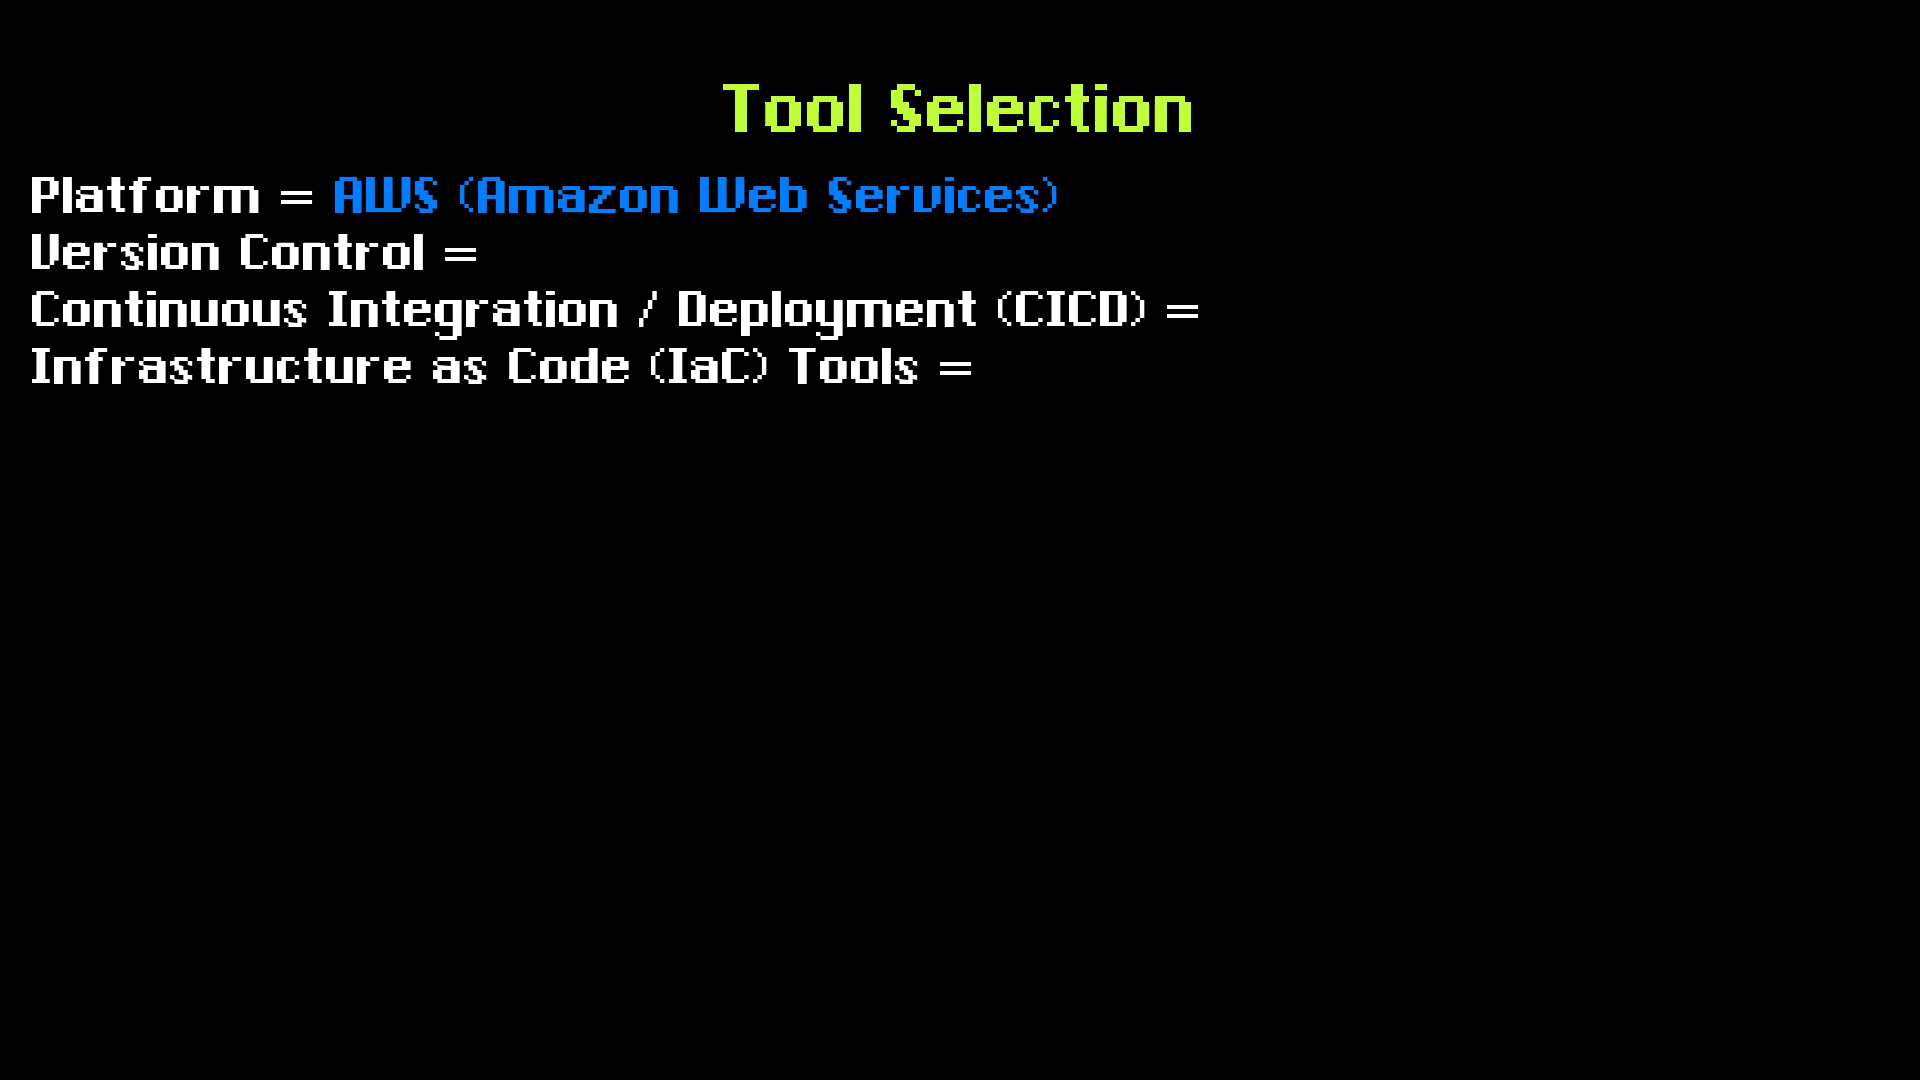 Tool Selection
Platform = AWS (Amazon Web Services)
Version Control =
Continuous Integration / Deployment (CICD) =
Infrastructure as Code (IaC) Tools =